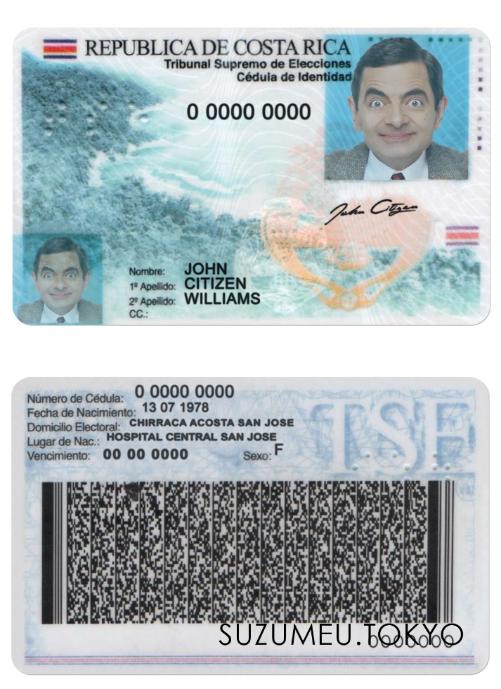 REPUBLICA DE COSTA RICA
Tribunal Supremo de Elecciones
Cédula de Identidad
0 0000 0000
John Citizen
Nombre: JOHN
1º Apellido: CITIZEN
2º Apellido: WILLIAMS
CC.:
Número de Cédula: 0 0000 0000
Fecha de Nacimiento: 13 07 1978
Domicilio Electoral: CHIRRACA ACOSTA SAN JOSE
Lugar de Nac.: HOSPITAL CENTRAL SAN JOSE
Vencimiento: 00 00 0000 Sexo: F
TSE
SUZUMEU.TOKYO
0000000